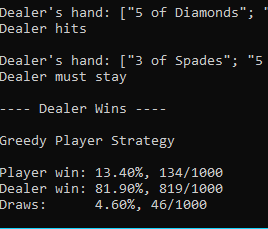 Dealer's hand: ["5 of Diamonds"; "
Dealer hits
Dealer's hand: ["3 of Spades"; "5
Dealer must stay
---- Dealer Wins ----
Greedy Player Strategy
Player win: 13.40%, 134/1000
Dealer win: 81.90%, 819/1000
Draws: 4.60%, 46/1000